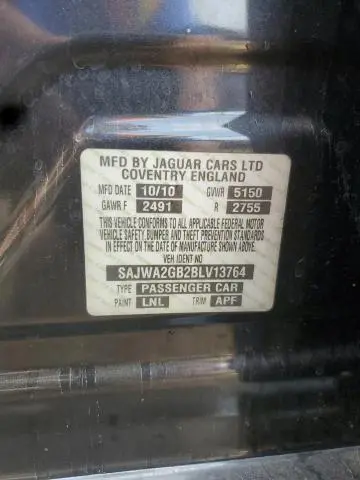 MFD BY JAGUAR CARS LTD
COVENTRY ENGLAND
MFD DATE 10/10 GVWR 5150
GAWR F 2491 R 2755
THIS VEHICLE CONFORMS TO ALL APPLICABLE FEDERAL MOTOR
VEHICLE SAFETY, BUMPER AND THEFT PREVENTION STANDARDS
IN EFFECT ON THE DATE OF MANUFACTURE SHOWN ABOVE.
VEH IDENT NO
SAJWA2GB2BLV13764
TYPE PASSENGER CAR
PAINT LNL TRIM APF